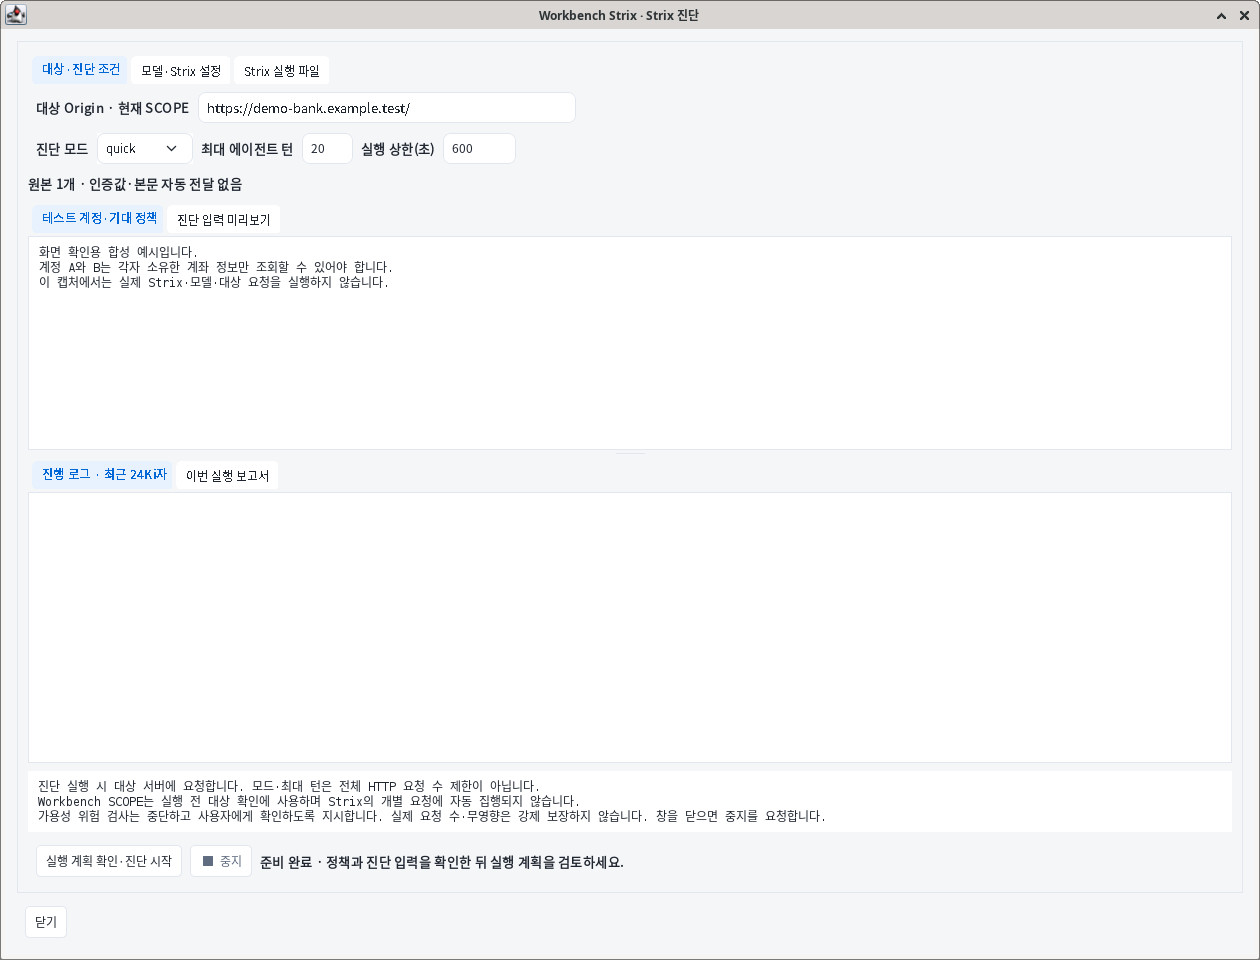 Workbench Strix · Strix 진단
대상·진단 조건 모델·Strix 설정 Strix 실행 파일
대상 Origin · 현재 SCOPE https://demo-bank.example.test/
진단 모드 quick 최대 에이전트 턴 20 실행 상한(초) 600
원본 1개 · 인증값·본문 자동 전달 없음
테스트 계정·기대 정책 진단 입력 미리보기
화면 확인용 합성 예시입니다.
계정 A와 B는 각자 소유한 계좌 정보만 조회할 수 있어야 합니다.
이 캡처에서는 실제 Strix·모델·대상 요청을 실행하지 않습니다.
진행 로그 · 최근 24Ki자 이번 실행 보고서
진단 실행 시 대상 서버에 요청합니다. 모드·최대 턴은 전체 HTTP 요청 수 제한이 아닙니다.
Workbench SCOPE는 실행 전 대상 확인에 사용하며 Strix의 개별 요청에 자동 집행되지 않습니다.
가용성 위험 검사는 중단하고 사용자에게 확인하도록 지시합니다. 실제 요청 수·무영향은 강제 보장하지 않습니다. 창을 닫으면 중지를 요청합니다.
실행 계획 확인·진단 시작 중지 준비 완료 · 정책과 진단 입력을 확인한 뒤 실행 계획을 검토하세요.
닫기